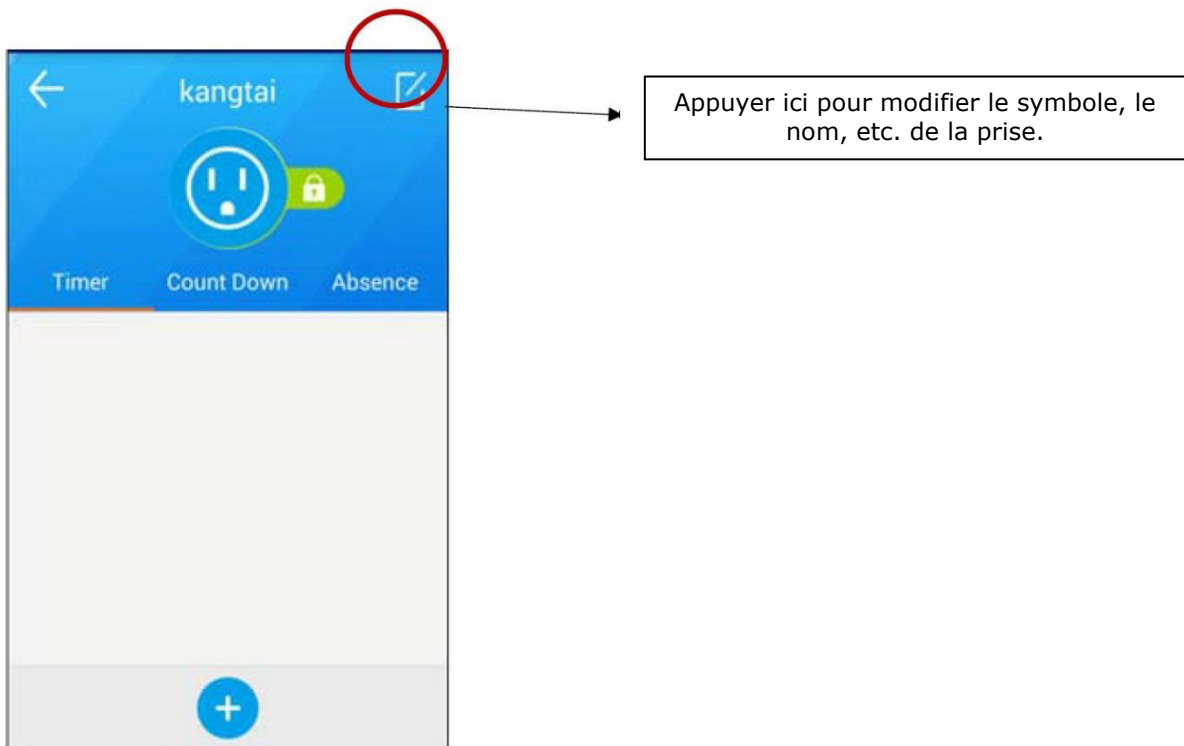 kangtai
Timer Count Down Absence
Appuyer ici pour modifier le symbole, le
nom, etc. de la prise.